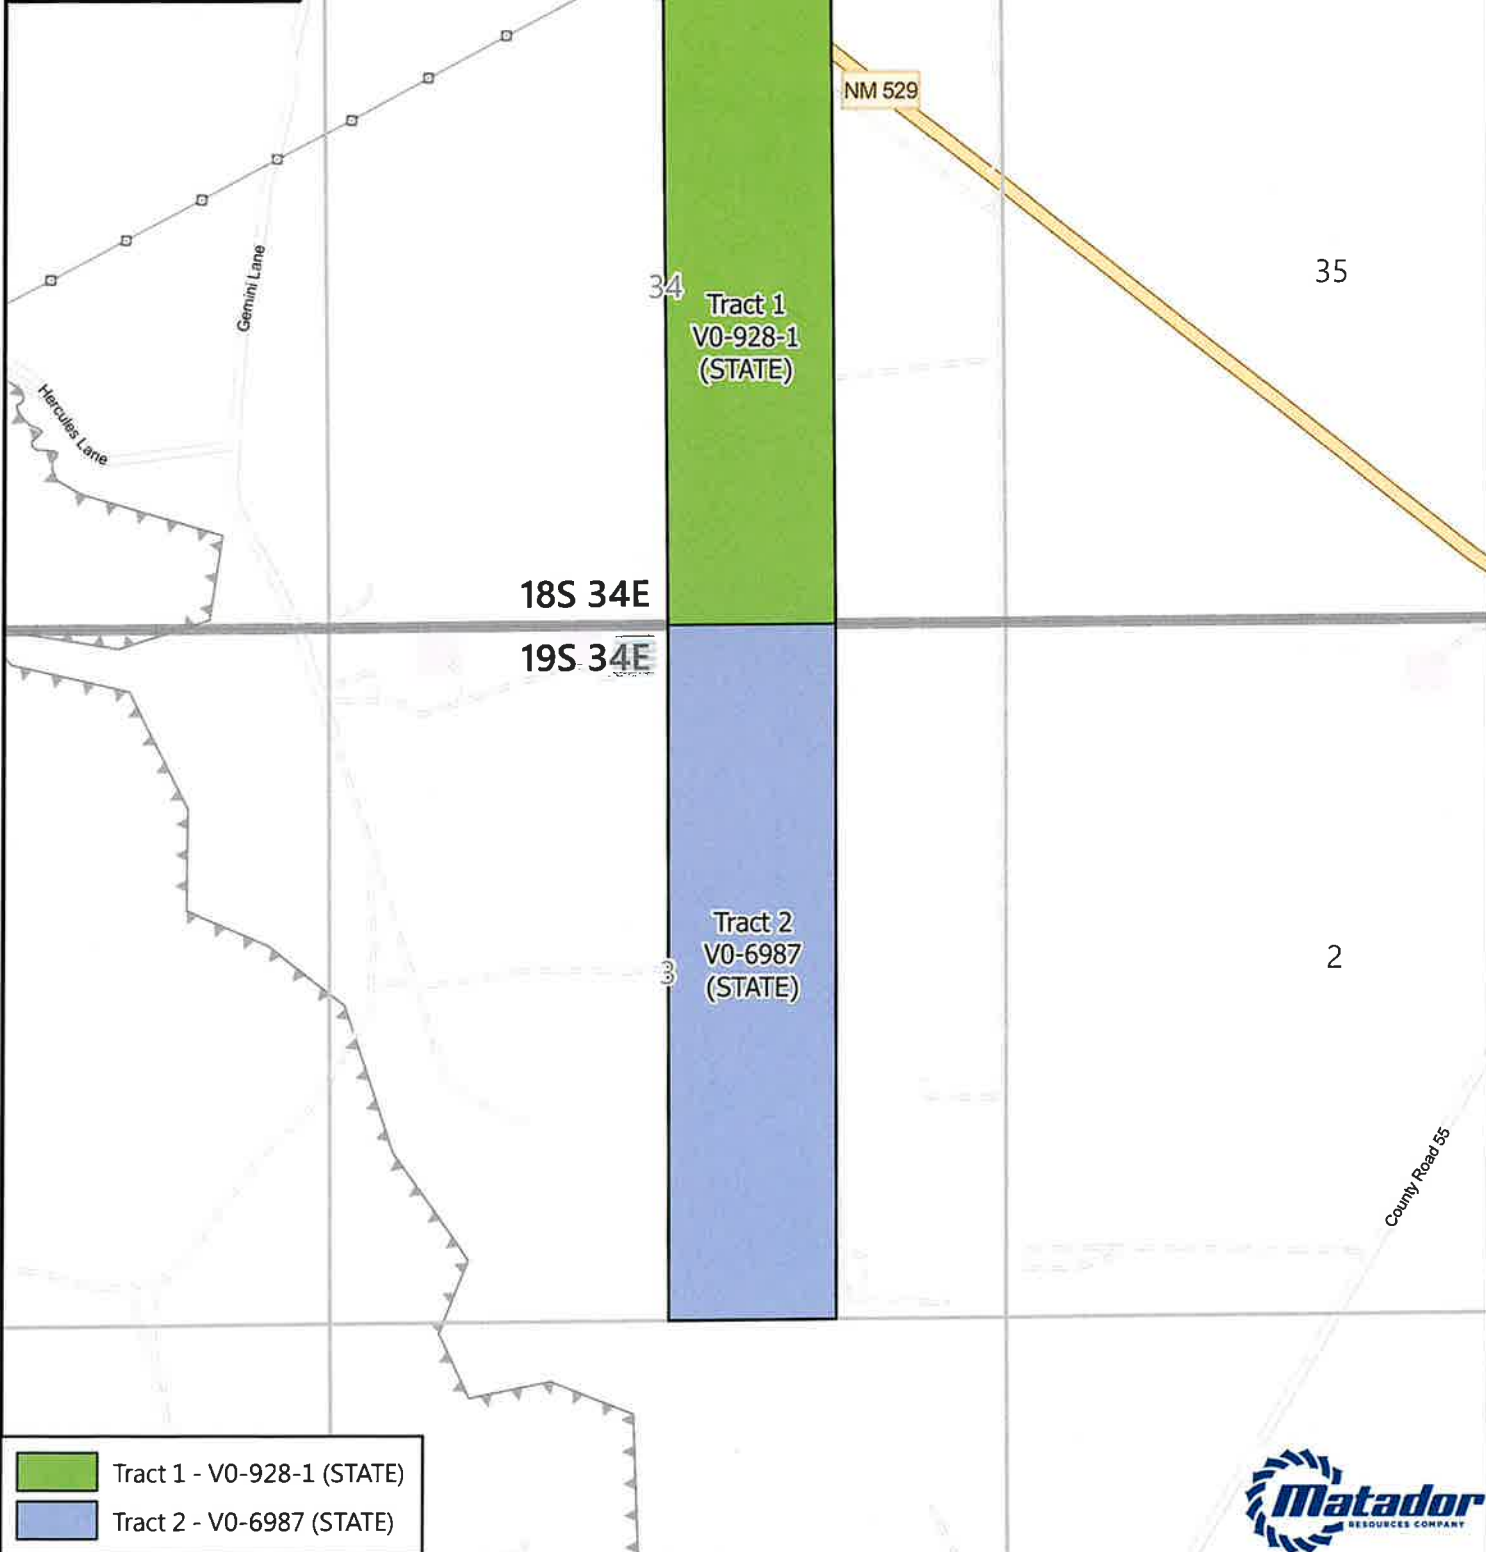 NM 529
Gemini Lane
35
34
Tract 1
V0-928-1
(STATE)
Hercules Lane
18S 34E
19S 34E
Tract 2
V0-6987
(STATE)
3
2
County Road 55
Tract 1 - V0-928-1 (STATE)
Tract 2 - V0-6987 (STATE)
Matador
RESOURCES COMPANY